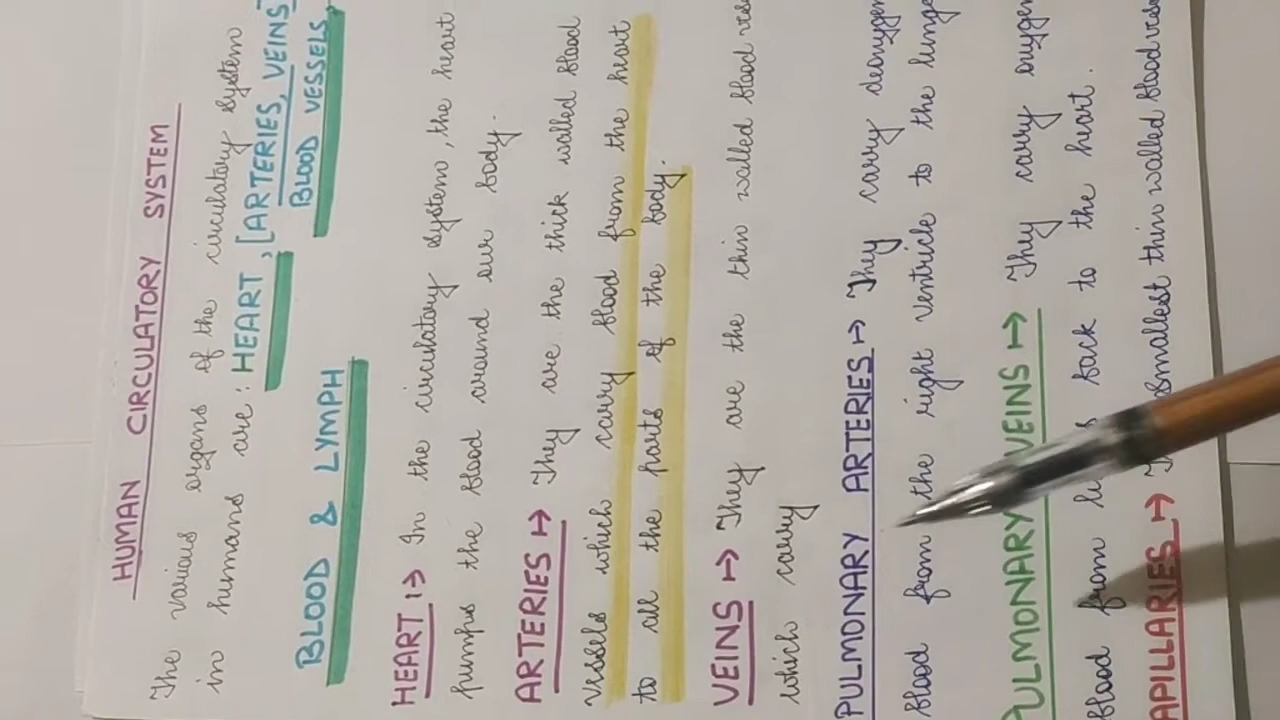 HUMAN CIRCULATORY SYSTEM
The various organs of the circulatory system
in humans are: HEART, [ARTERIES, VEINS]
BLOOD VESSELS,
BLOOD & LYMPH
HEART :→ In the circulatory system, the heart
pumps the blood around our body.
ARTERIES → They are the thick walled blood
vessels which carry blood from the heart
to all the parts of the body.
VEINS → They are the thin walled blood
which carry
PULMONARY ARTERIES → They carry
blood from the right ventricle to the lungs
PULMONARY VEINS → They carry
blood from back to the heart.
APILLARIES → smallest thin walled blood